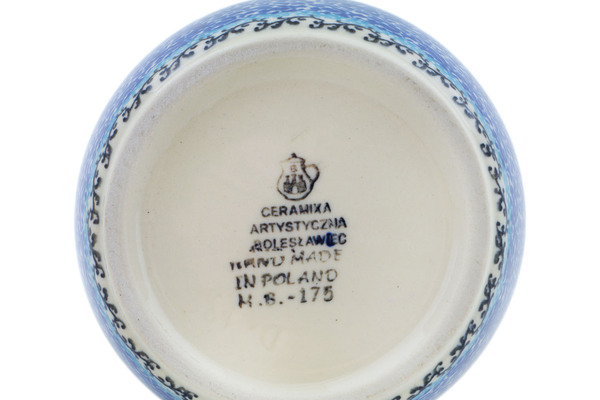 CERAMIKA
ARTYSTYCZNA
BOLESŁAWIEC
HAND MADE
IN POLAND
H.B.-175